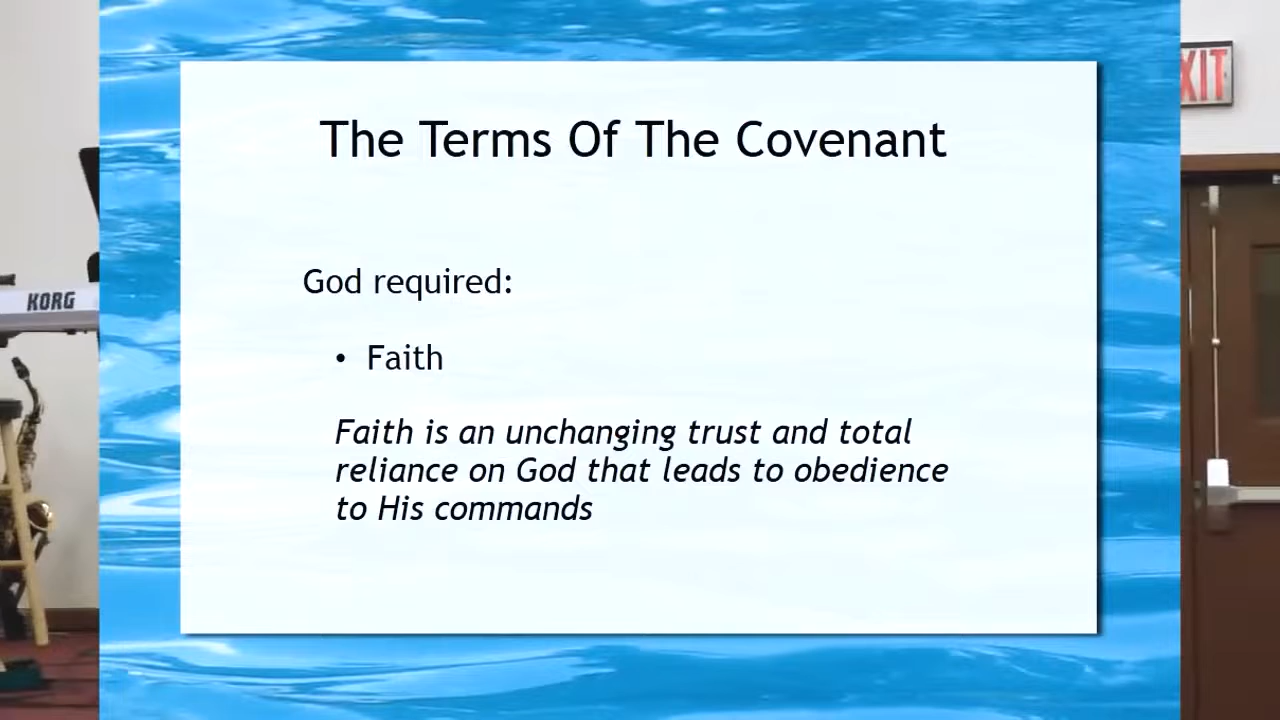 The Terms Of The Covenant
God required:
• Faith
Faith is an unchanging trust and total
reliance on God that leads to obedience
to His commands
KORG
XIT